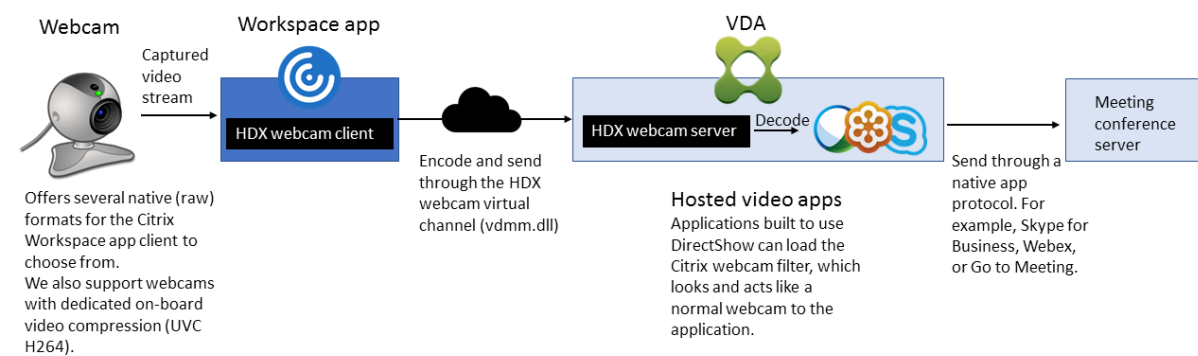 Webcam
Captured
video
stream
Offers several native (raw)
formats for the Citrix
Workspace app client to
choose from.
We also support webcams
with dedicated on-board
video compression (UVC
H264).
Workspace app
HDX webcam client
Encode and send
through the HDX
webcam virtual
channel (vdmm.dll)
VDA
HDX webcam server
Decode
S
Hosted video apps
Applications built to use
DirectShow can load the
Citrix webcam filter, which
looks and acts like a
normal webcam to the
application.
Send through a
native app
protocol. For
example, Skype for
Business, Webex,
or Go to Meeting.
Meeting
conference
server